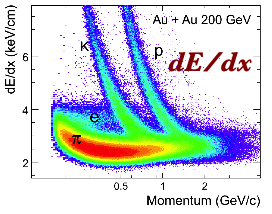 Au + Au 200 GeV
K
p
dE/dx
e
π
dE/dx (keV/cm)
8
6
4
2
0.5
1
2
Momentum (GeV/c)